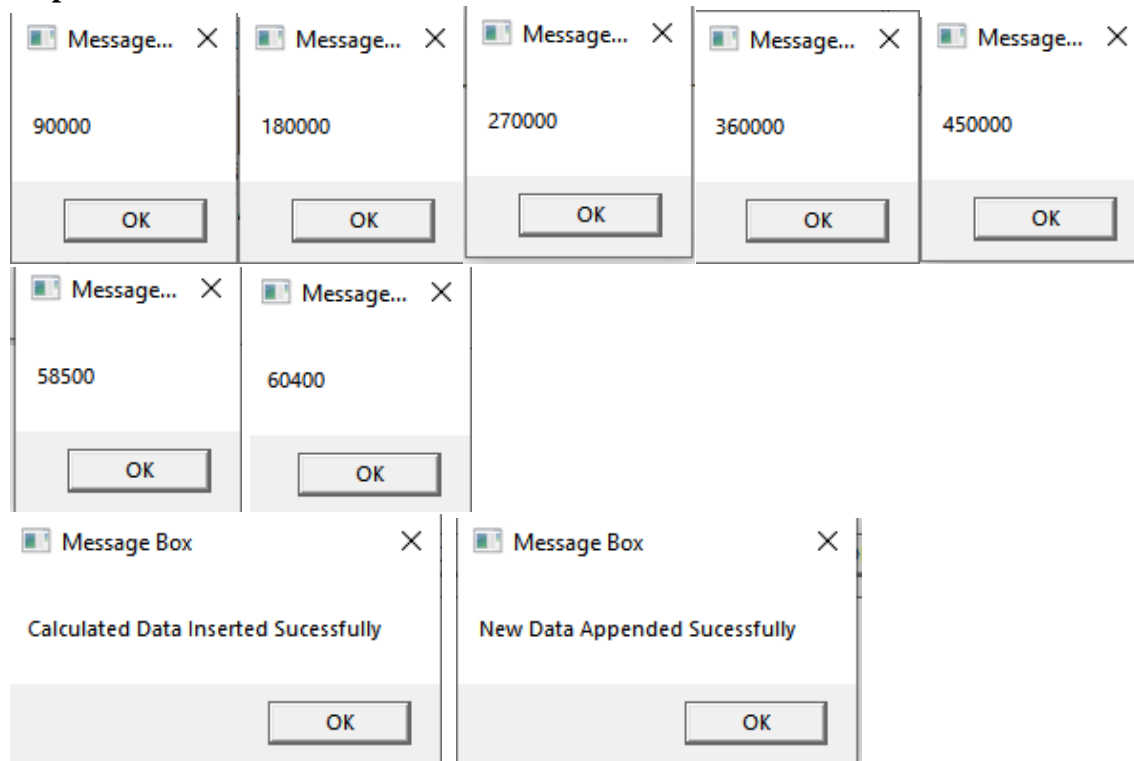 Message... Message... Message... Message... Message...
90000 180000 270000 360000 450000
OK OK OK OK OK
Message... Message...
58500 60400
OK OK
Message Box Message Box
Calculated Data Inserted Sucessfully New Data Appended Sucessfully
OK OK